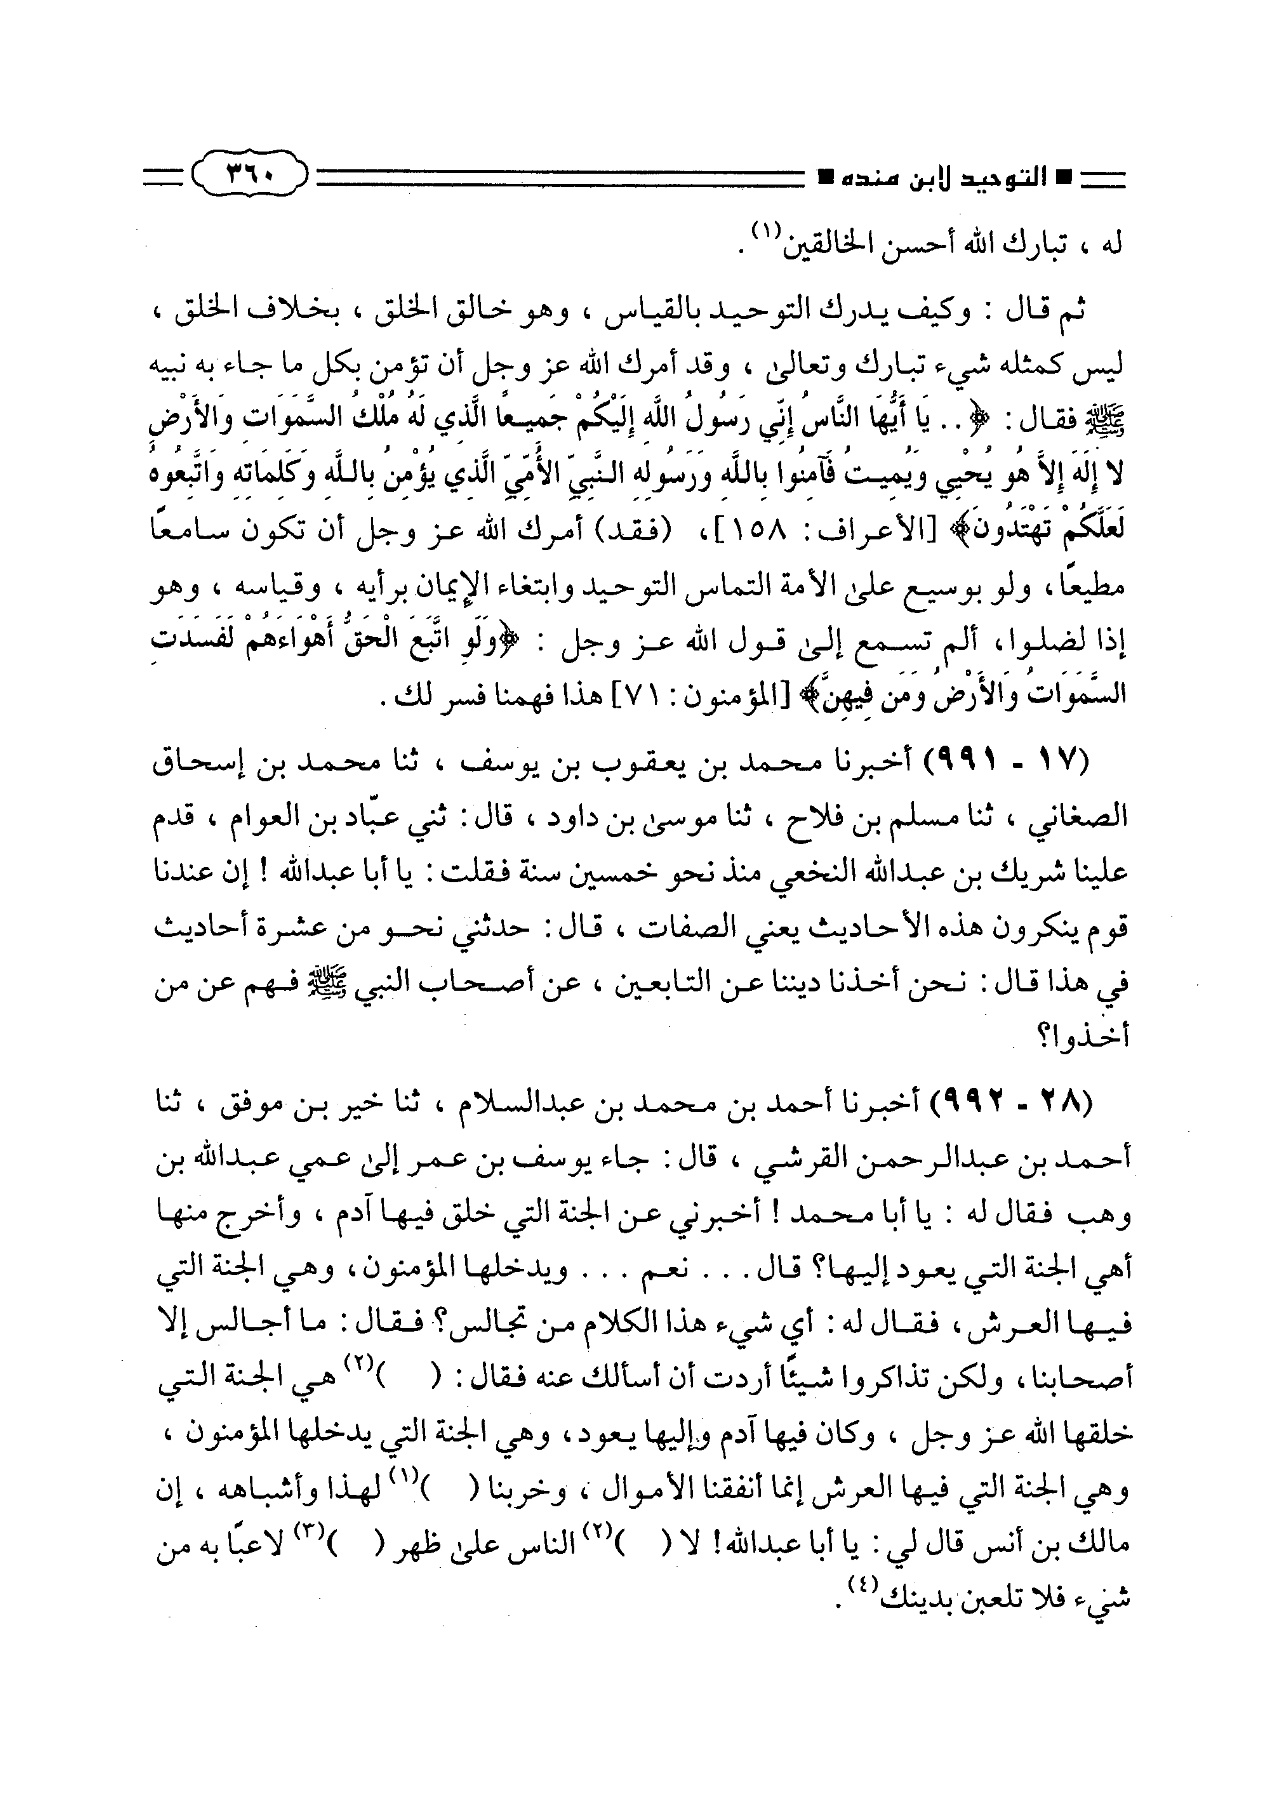 ■ التوحيد لابن منده ■ ٣٦٠
له ، تبارك الله أحسن الخالقين(١) .
ثم قال : وكيف يدرك التوحيد بالقياس ، وهو خالق الخلق ، بخلاف الخلق ،
ليس كمثله شيء تبارك وتعالى ، وقد أمرك الله عز وجل أن تؤمن بكل ما جاء به نبيه
ﷺ فقال : ﴿ . . يَا أَيُّهَا النَّاسُ إِنِّي رَسُولُ اللَّهِ إِلَيْكُمْ جَمِيعًا الَّذِي لَهُ مُلْكُ السَّمَوَاتِ وَالأَرْضِ
لا إِلَهَ إِلاَّ هُوَ يُحْيِي وَيُمِيتُ فَآمِنُوا بِاللَّهِ وَرَسُولِهِ النَّبِيِّ الأُمِّيِّ الَّذِي يُؤْمِنُ بِاللَّهِ وَكَلِمَاتِهِ وَاتَّبِعُوهُ
لَعَلَّكُمْ تَهْتَدُونَ﴾ [الأعراف: ١٥٨]، (فقد) أمرك الله عز وجل أن تكون سامعًا
مطيعًا، ولو بوسيع على الأمة التماس التوحيد وابتغاء الإيمان برأيه ، وقياسه ، وهو
إذا لضلوا، ألم تسمع إلى قول الله عز وجل : ﴿وَلَوِ اتَّبَعَ الْحَقُّ أَهْوَاءَهُمْ لَفَسَدَتِ
السَّمَوَاتُ وَالأَرْضُ وَمَن فِيهِنَّ﴾ [المؤمنون: ٧١] هذا فهمنا فسر لك .
(١٧ - ٩٩١) أخبرنا محمد بن يعقوب بن يوسف ، ثنا محمد بن إسحاق
الصغاني ، ثنا مسلم بن فلاح ، ثنا موسى بن داود ، قال : ثني عبّاد بن العوام ، قدم
علينا شريك بن عبدالله النخعي منذ نحو خمسين سنة فقلت : يا أبا عبدالله ! إن عندنا
قوم ينكرون هذه الأحاديث يعني الصفات ، قال : حدثني نحو من عشرة أحاديث
في هذا قال : نحن أخذنا ديننا عن التابعين ، عن أصحاب النبي ﷺ فهم عن من
أخذوا؟
(٢٨ - ٩٩٢) أخبرنا أحمد بن محمد بن عبدالسلام ، ثنا خير بن موفق ، ثنا
أحمد بن عبدالرحمن القرشي ، قال : جاء يوسف بن عمر إلى عمي عبدالله بن
وهب فقال له : يا أبا محمد ! أخبرني عن الجنة التي خلق فيها آدم ، وأخرج منها
أهي الجنة التي يعود إليها؟ قال . . . نعم . . . ويدخلها المؤمنون، وهي الجنة التي
فيها العرش، فقال له : أي شيء هذا الكلام من تجالس؟ فقال : ما أجالس إلا
أصحابنا، ولكن تذاكروا شيئًا أردت أن أسألك عنه فقال : ( )(٢) هي الجنة التي
خلقها الله عز وجل ، وكان فيها آدم وإليها يعود، وهي الجنة التي يدخلها المؤمنون ،
وهي الجنة التي فيها العرش إنما أنفقنا الأموال ، وخربنا ( )(١) لهذا وأشباهه ، إن
مالك بن أنس قال لي : يا أبا عبدالله! لا ( )(٢) الناس على ظهر ( )(٣) لاعبًا به من
شيء فلا تلعبن بدينك(٤) .